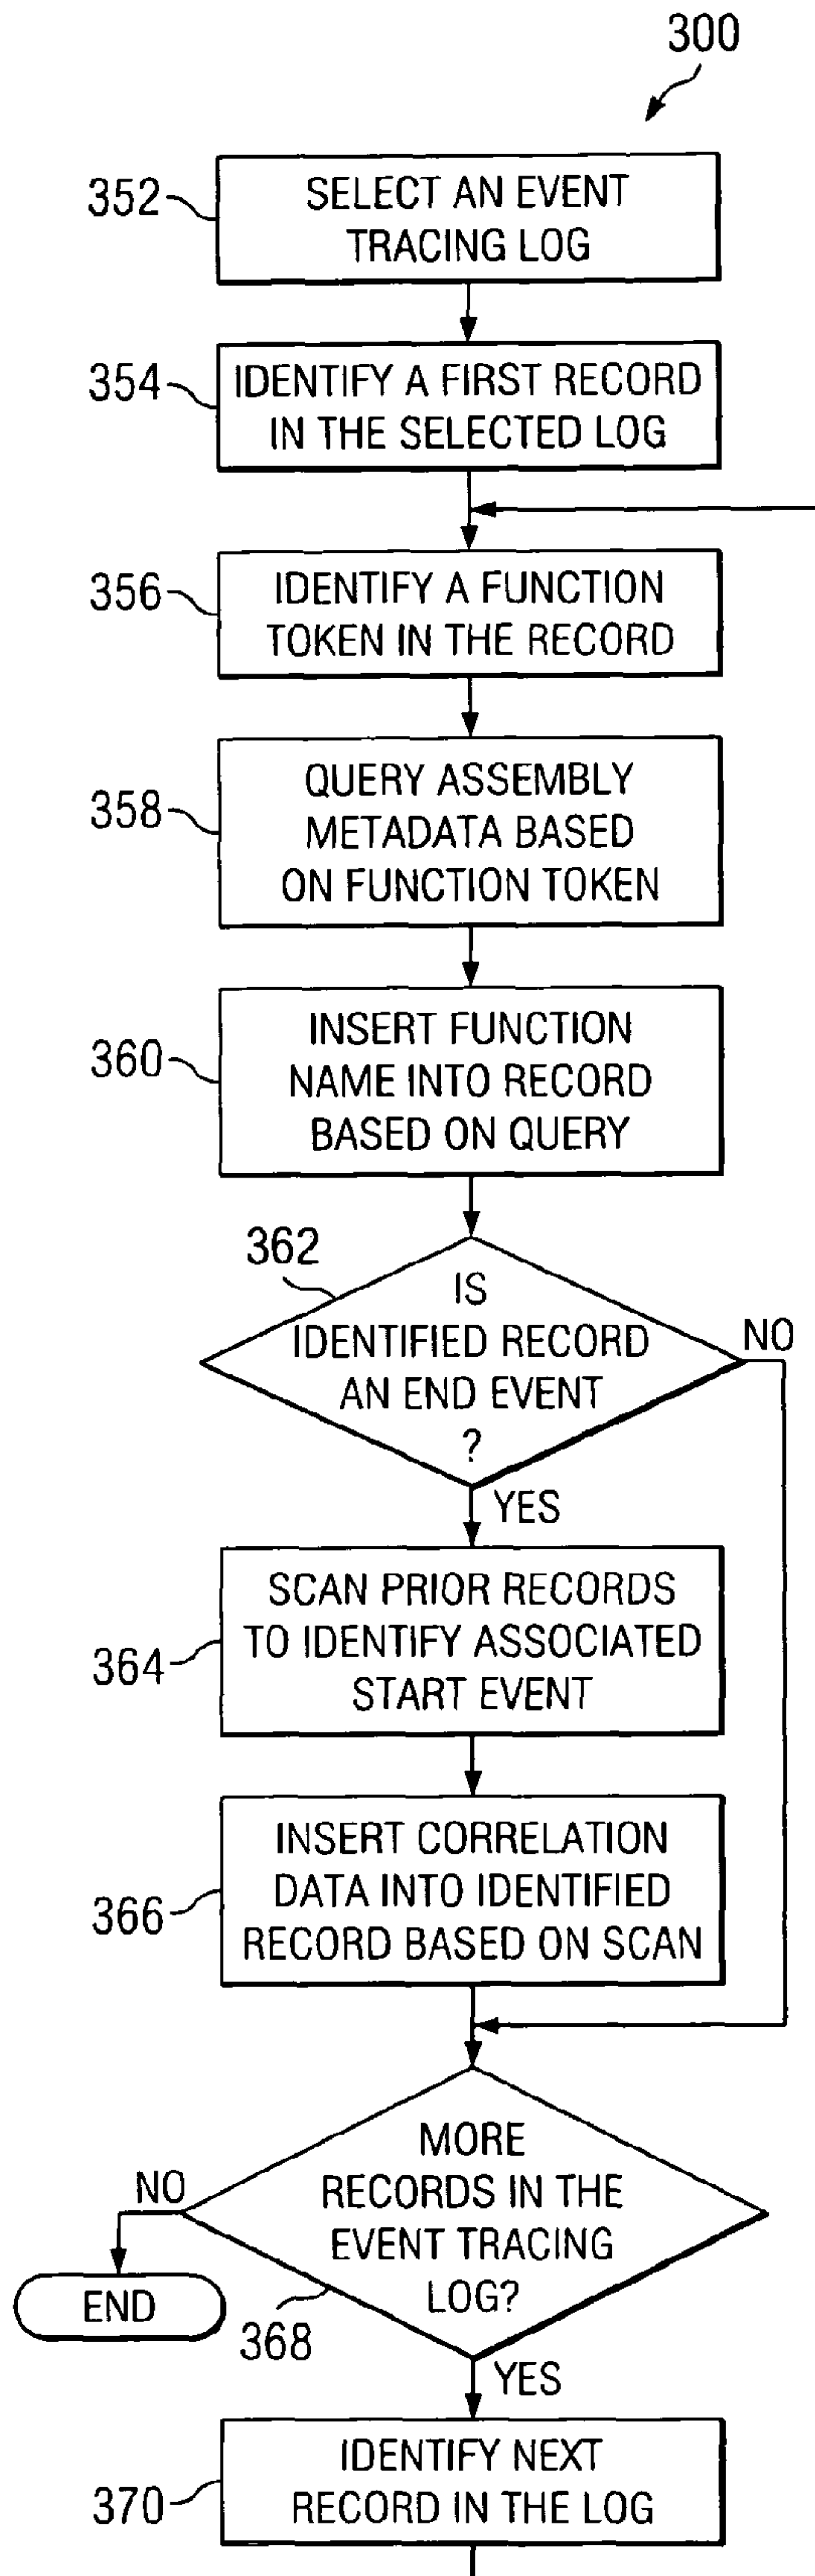 300
352
SELECT AN EVENT
TRACING LOG
354
IDENTIFY A FIRST RECORD
IN THE SELECTED LOG
356
IDENTIFY A FUNCTION
TOKEN IN THE RECORD
358
QUERY ASSEMBLY
METADATA BASED
ON FUNCTION TOKEN
360
INSERT FUNCTION
NAME INTO RECORD
BASED ON QUERY
362
IS
IDENTIFIED RECORD
AN END EVENT
?
NO
YES
364
SCAN PRIOR RECORDS
TO IDENTIFY ASSOCIATED
START EVENT
366
INSERT CORRELATION
DATA INTO IDENTIFIED
RECORD BASED ON SCAN
MORE
RECORDS IN THE
EVENT TRACING
LOG?
NO
END
368
YES
370
IDENTIFY NEXT
RECORD IN THE LOG